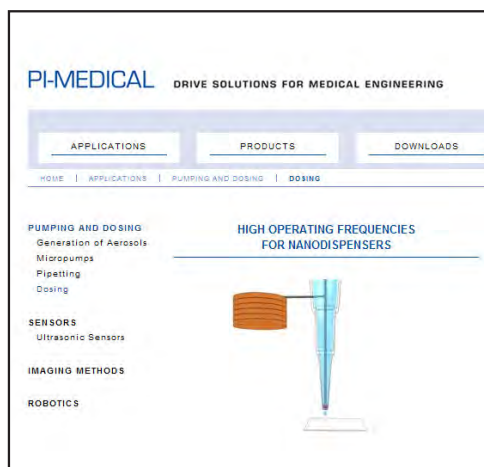 PI-MEDICAL DRIVE SOLUTIONS FOR MEDICAL ENGINEERING
APPLICATIONS PRODUCTS DOWNLOADS
HOME | APPLICATIONS | PUMPING AND DOSING | DOSING
PUMPING AND DOSING
Generation of Aerosols
Micropumps
Pipetting
Dosing
SENSORS
Ultrasonic Sensors
IMAGING METHODS
ROBOTICS
HIGH OPERATING FREQUENCIES
FOR NANODISPENSERS